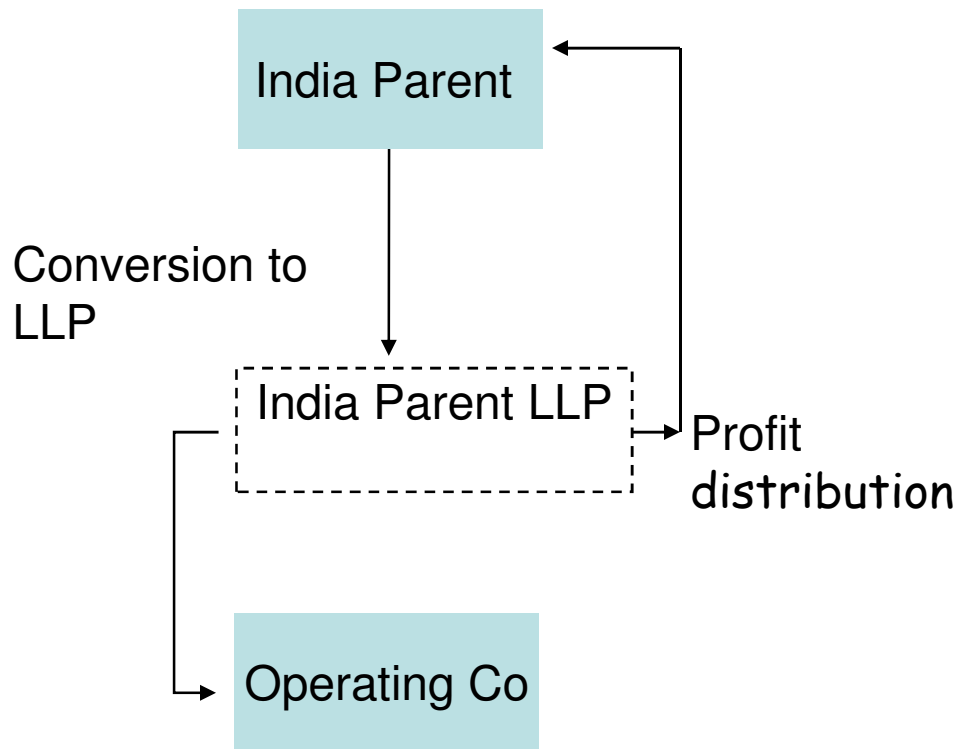 India Parent
Conversion to
LLP
India Parent LLP
Profit
distribution
Operating Co